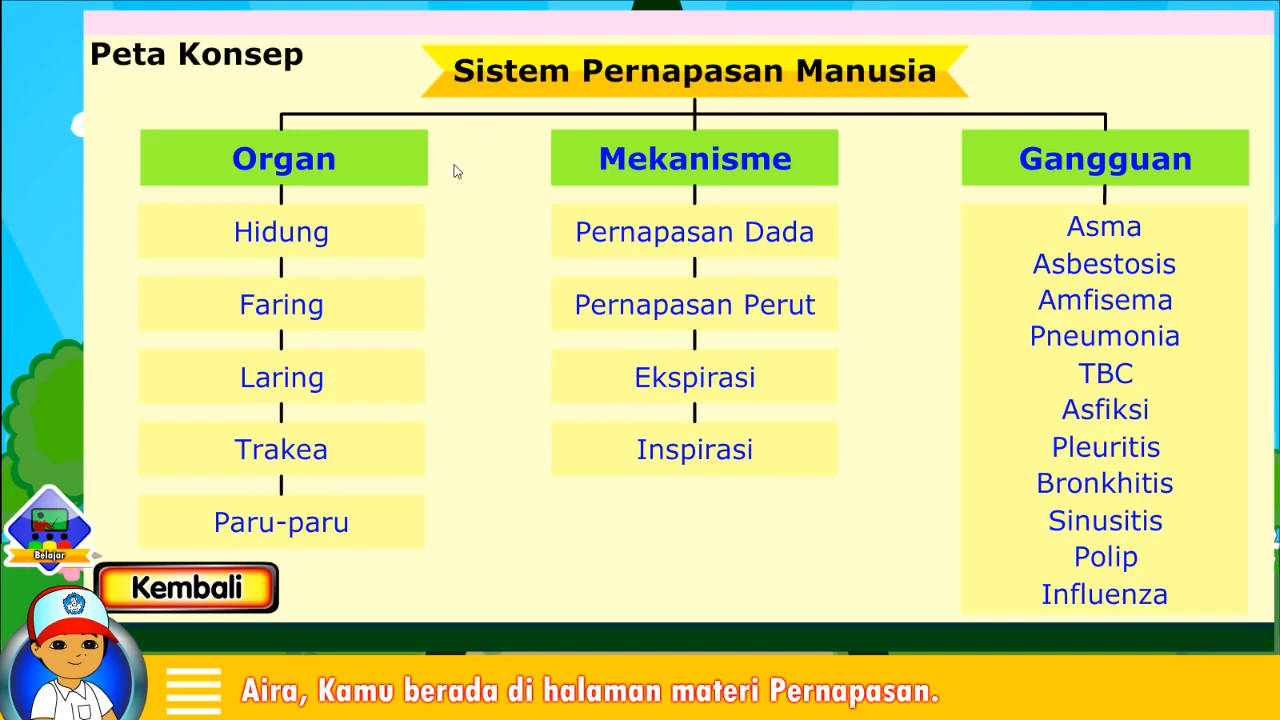 Peta Konsep
Sistem Pernapasan Manusia
Organ
Hidung
Faring
Laring
Trakea
Paru-paru
Mekanisme
Pernapasan Dada
Pernapasan Perut
Ekspirasi
Inspirasi
Gangguan
Asma
Asbestosis
Amfisema
Pneumonia
TBC
Asfiksi
Pleuritis
Bronkhitis
Sinusitis
Polip
Influenza
Belajar
Kembali
Aira, Kamu berada di halaman materi Pernapasan.